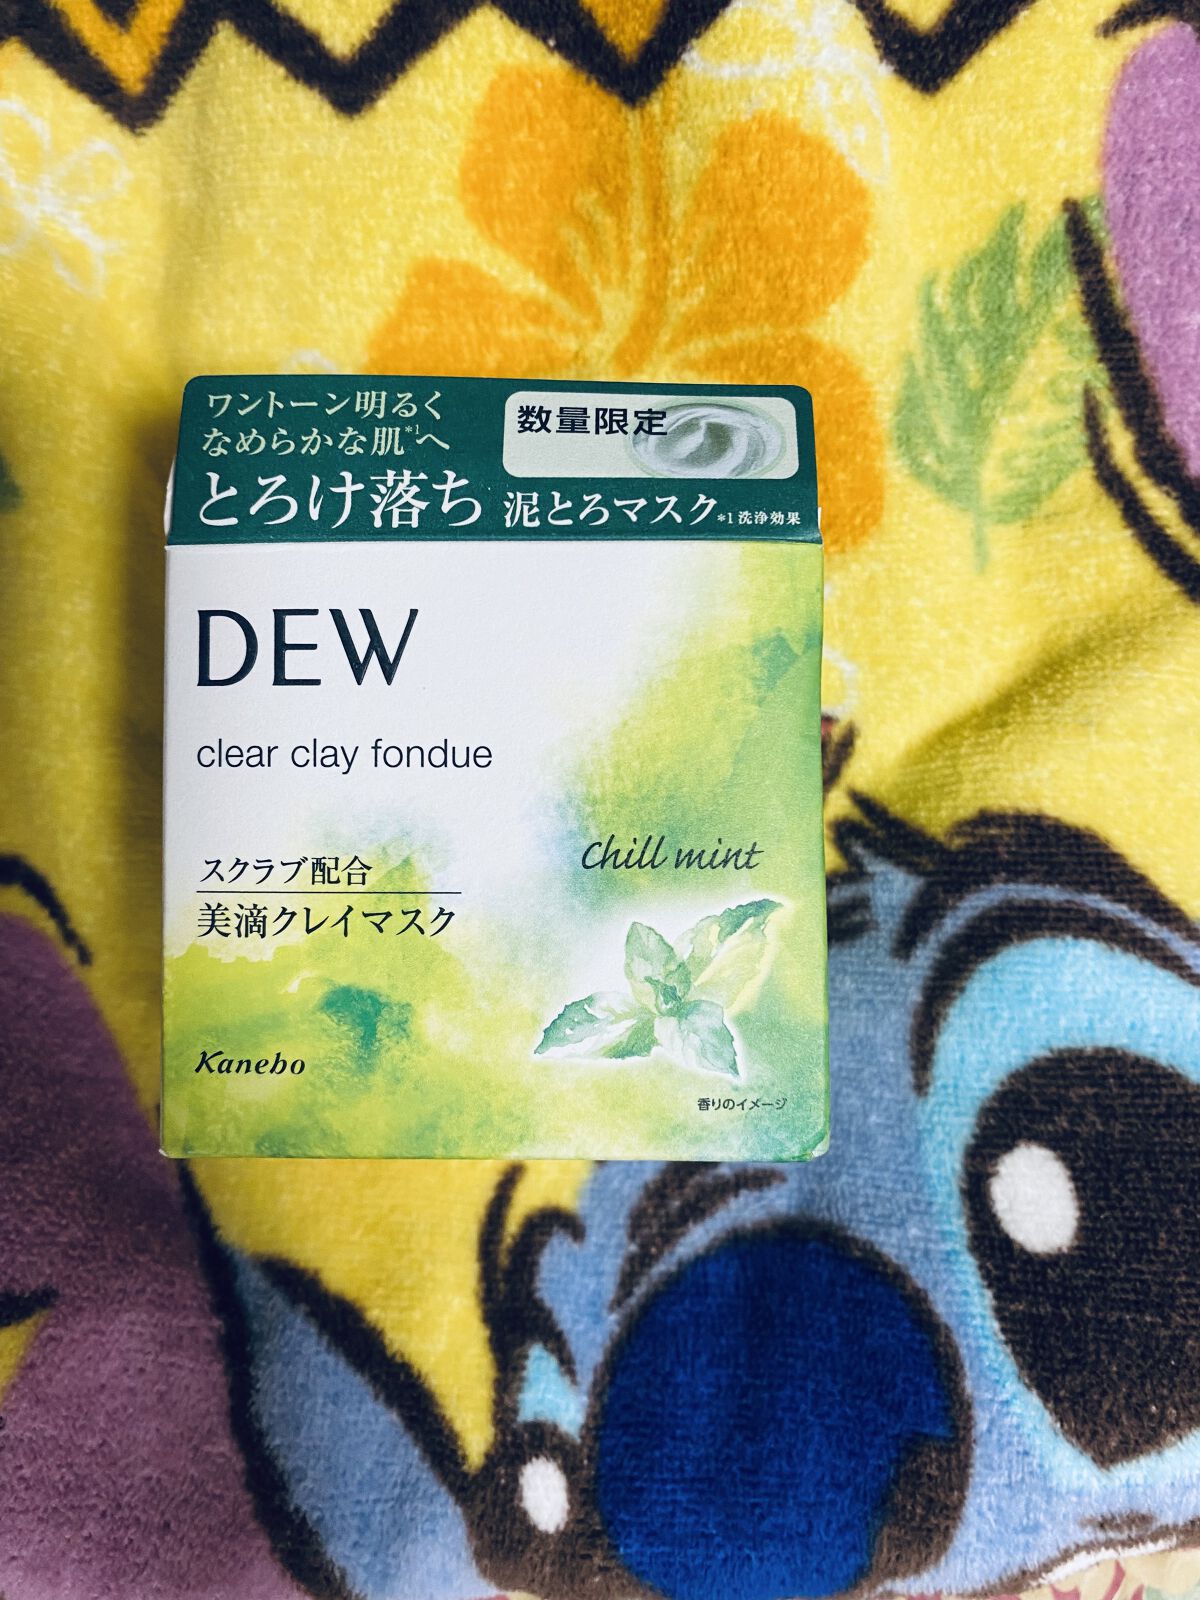 ワントーン明るく
なめらかな肌*1へ
数量限定
とろけ落ち 泥とろマスク *1 洗浄効果
DEW
clear clay fondue
Chill mint
スクラブ配合
美滴クレイマスク
Kanebo
香りのイメージ